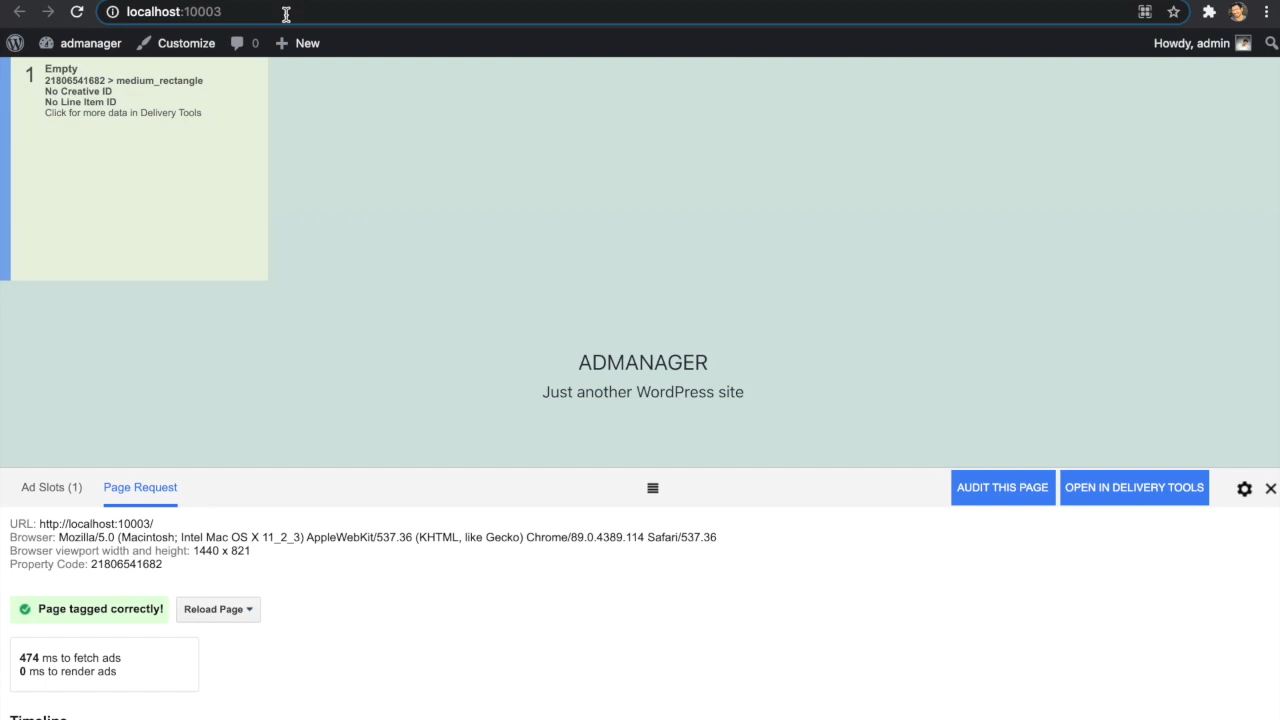 localhost:10003
admanager Customize 0 New Howdy, admin
1 Empty
21806541682 > medium_rectangle
No Creative ID
No Line Item ID
Click for more data in Delivery Tools
ADMANAGER
Just another WordPress site
Ad Slots (1) Page Request AUDIT THIS PAGE OPEN IN DELIVERY TOOLS
URL: http://localhost:10003/
Browser: Mozilla/5.0 (Macintosh; Intel Mac OS X 11_2_3) AppleWebKit/537.36 (KHTML, like Gecko) Chrome/89.0.4389.114 Safari/537.36
Browser viewport width and height: 1440 x 821
Property Code: 21806541682
Page tagged correctly! Reload Page
474 ms to fetch ads
0 ms to render ads
Timeline